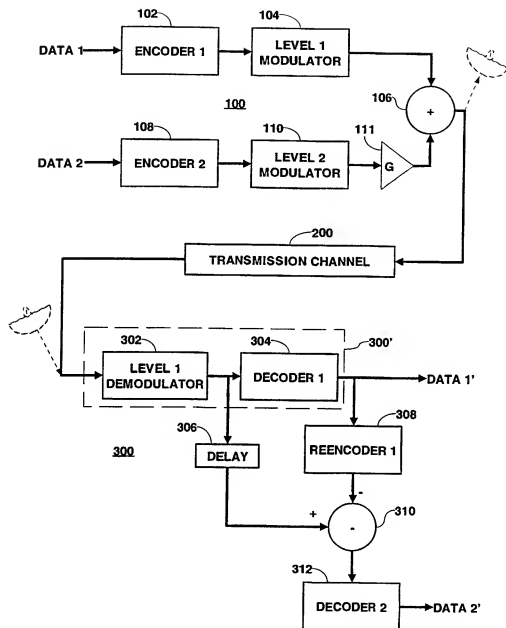 102
104
DATA 1
ENCODER 1
LEVEL 1
MODULATOR
106
+
100
108
110
111
DATA 2
ENCODER 2
LEVEL 2
MODULATOR
G
200
TRANSMISSION CHANNEL
302
304
300'
LEVEL 1
DEMODULATOR
DECODER 1
DATA 1'
306
308
300
DELAY
REENCODER 1
-
+
310
-
312
DECODER 2
DATA 2'